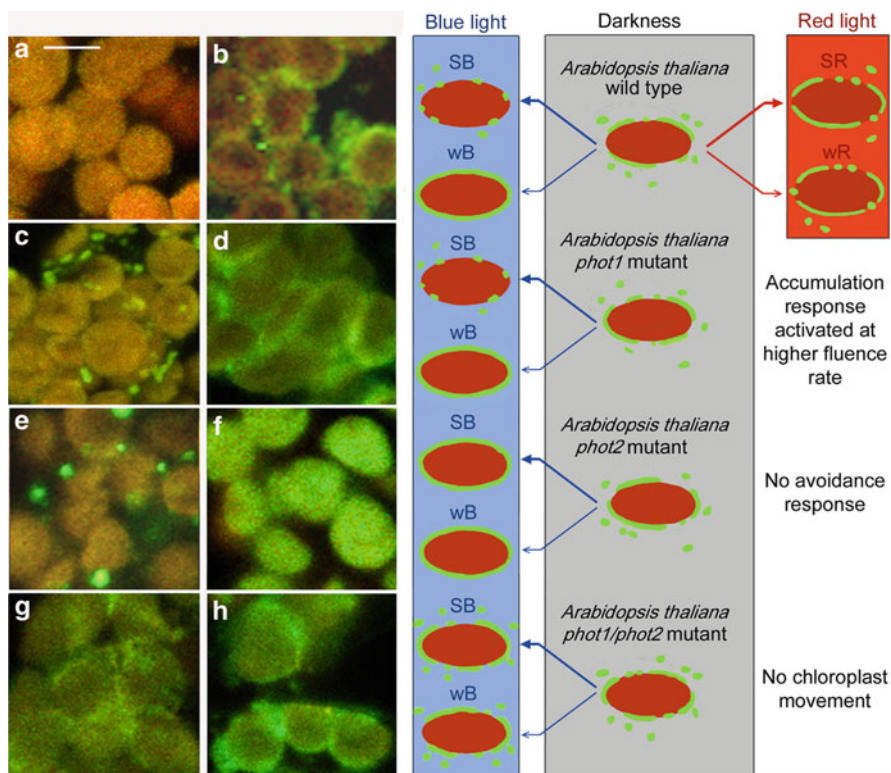 a
b
c
d
e
f
g
h
Blue light
Darkness
Red light
SB
wB
Arabidopsis thaliana
wild type
SR
wR
SB
wB
Arabidopsis thaliana
phot1 mutant
Accumulation
response
activated at
higher fluence
rate
SB
wB
Arabidopsis thaliana
phot2 mutant
No avoidance
response
SB
wB
Arabidopsis thaliana
phot1/phot2 mutant
No chloroplast
movement